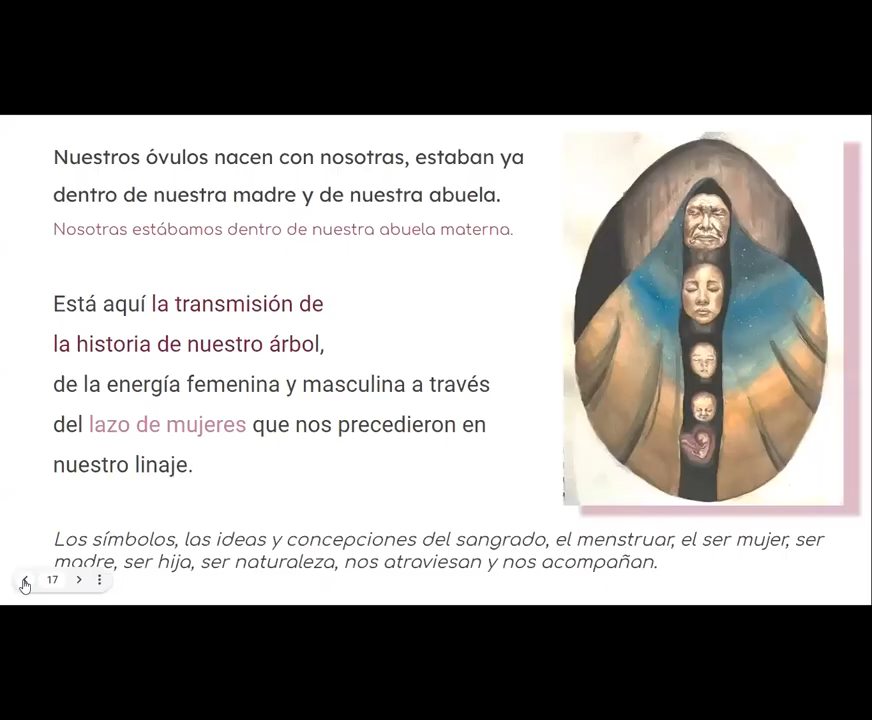 Nuestros óvulos nacen con nosotras, estaban ya
dentro de nuestra madre y de nuestra abuela.
Nosotras estábamos dentro de nuestra abuela materna.
Está aquí la transmisión de
la historia de nuestro árbol,
de la energía femenina y masculina a través
del lazo de mujeres que nos precedieron en
nuestro linaje.
Los símbolos, las ideas y concepciones del sangrado, el menstruar, el ser mujer, ser
madre, ser hija, ser naturaleza, nos atraviesan y nos acompañan.
17